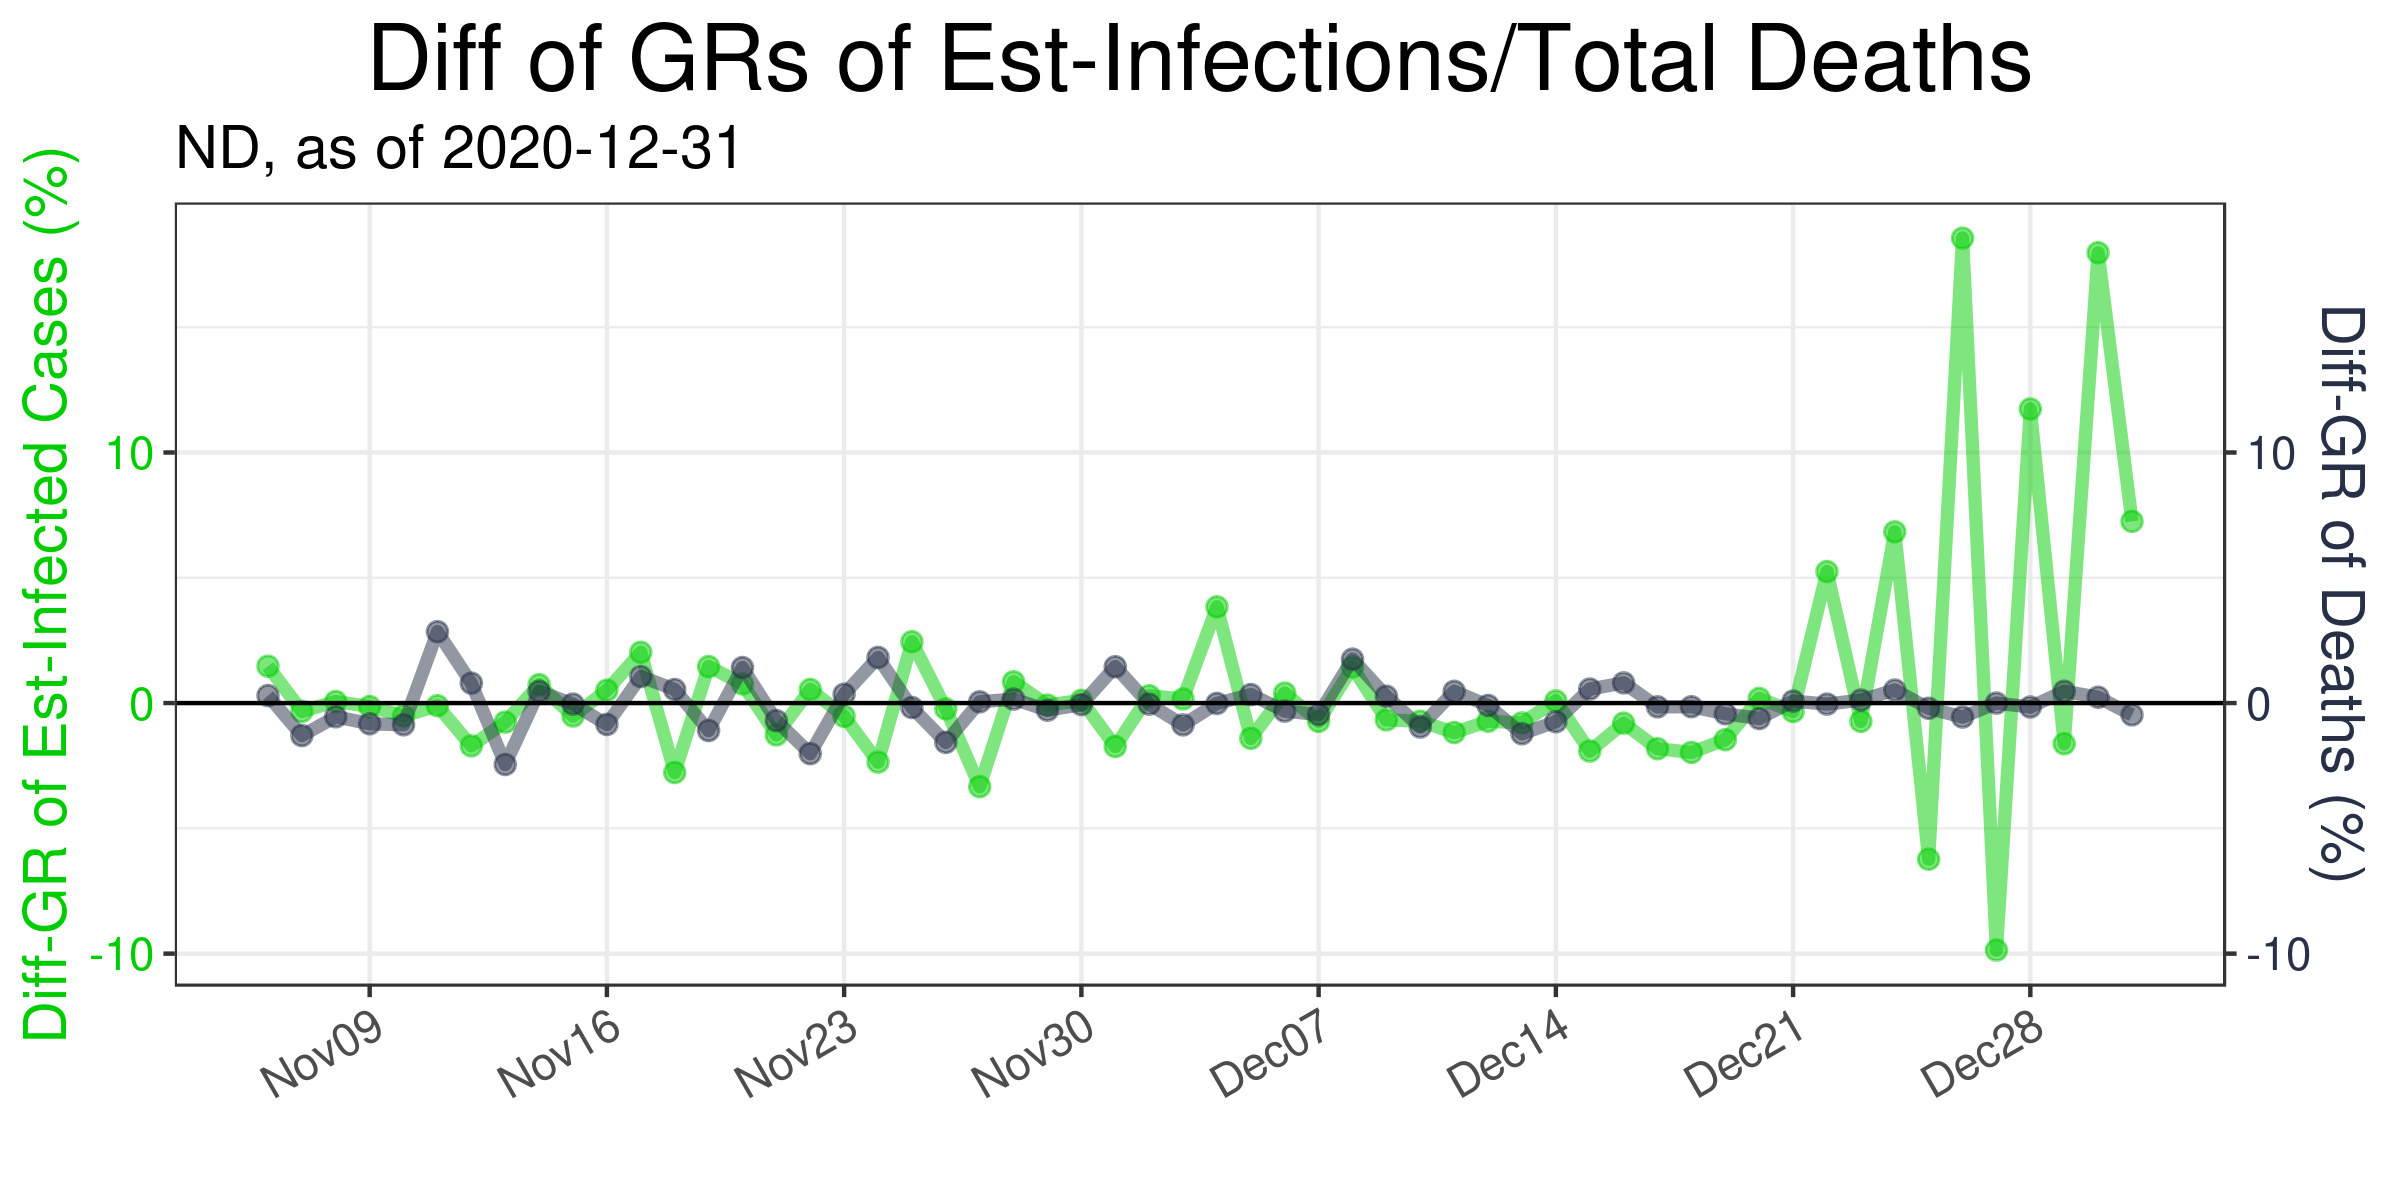 Diff of GRs of Est-Infections/Total Deaths
ND, as of 2020-12-31
Diff-GR of Est-Infected Cases (%)
10
0
-10
10
0
-10
Diff-GR of Deaths (%)
Nov09
Nov16
Nov23
Nov30
Dec07
Dec14
Dec21
Dec28